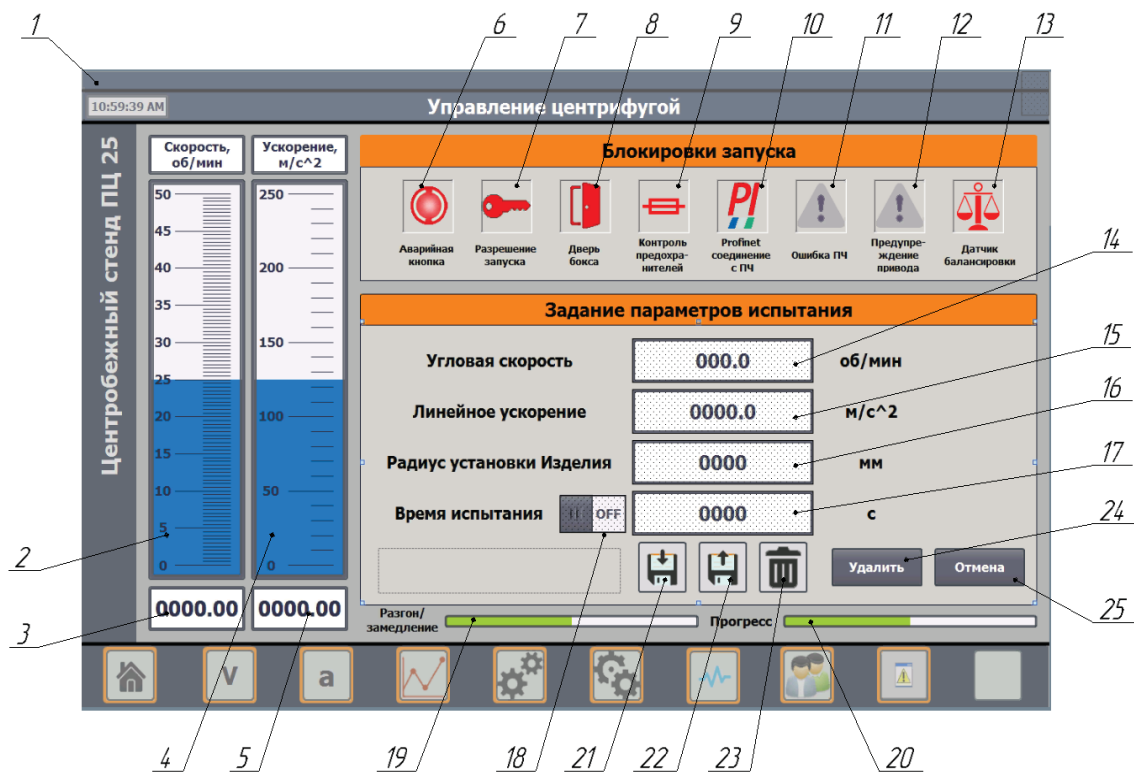 1
6
7
8
9
10
11
12
13
10:59:39 AM
Управление центрифугой
Центробежный стенд ПЦ 25
Скорость,
об/мин
Ускорение,
м/с^2
50
45
40
35
30
25
20
15
10
5
0
250
200
150
100
50
0
0000.00
0000.00
Блокировки запуска
Аварийная
кнопка
Разрешение
запуска
Дверь
бокса
Контроль
предохра-
нителей
PI
Profinet
соединение
с ПЧ
Ошибка ПЧ
Предупре-
ждение
привода
Датчик
балансировки
Задание параметров испытания
Угловая скорость 000.0 об/мин
Линейное ускорение 0000.0 м/с^2
Радиус установки Изделия 0000 мм
Время испытания OFF 0000 с
Удалить
Отмена
Разгон/
замедление
Прогресс
V
a
14
15
16
17
24
25
2
3
4
5
19
18
21
22
23
20